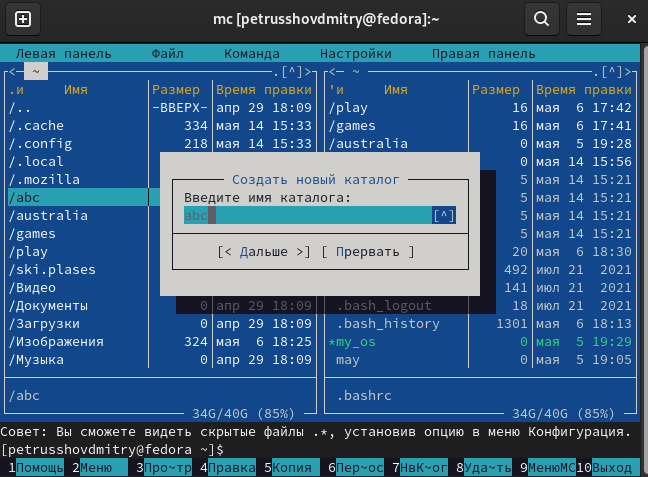 mc [petrusshovdmitry@fedora]:~
Левая панель Файл Команда Настройки Правая панель
<─ ~ .[^]> <─ ~ .[^]>
.и Имя Размер Время правки 'и Имя Размер Время правки
/.. -ВВЕРХ- апр 29 18:09 /play 16 мая 6 17:42
/.cache 334 мая 14 15:33 /games 16 мая 6 17:41
/.config 218 мая 14 15:33 /australia 0 мая 5 19:28
/.local 0 мая 14 15:56
/.mozilla 5 мая 14 15:21
/abc 5 мая 14 15:21
/australia 5 мая 14 15:21
/games 5 мая 14 15:21
/play 20 мая 6 18:30
/ski.plases 492 июл 21 2021
/Видео 141 июл 21 2021
/Документы 0 апр 29 18:09 .bash_logout 18 июл 21 2021
/Загрузки 0 апр 29 18:09 .bash_history 1301 мая 6 18:13
/Изображения 324 мая 6 18:25 *my_os 0 мая 5 19:29
/Музыка 0 апр 29 18:09 may 0 мая 5 19:05
Создать новый каталог
Введите имя каталога:
abc [^]
[< Дальше >] [ Прервать ]
/abc .bashrc
34G/40G (85%) 34G/40G (85%)
Совет: Вы сможете видеть скрытые файлы .*, установив опцию в меню Конфигурация.
[petrusshovdmitry@fedora ~]$
1Помощь 2Меню 3Про~тр 4Правка 5Копия 6Пер~ос 7НвК~ог 8Уда~ть 9МенюMC 10Выход